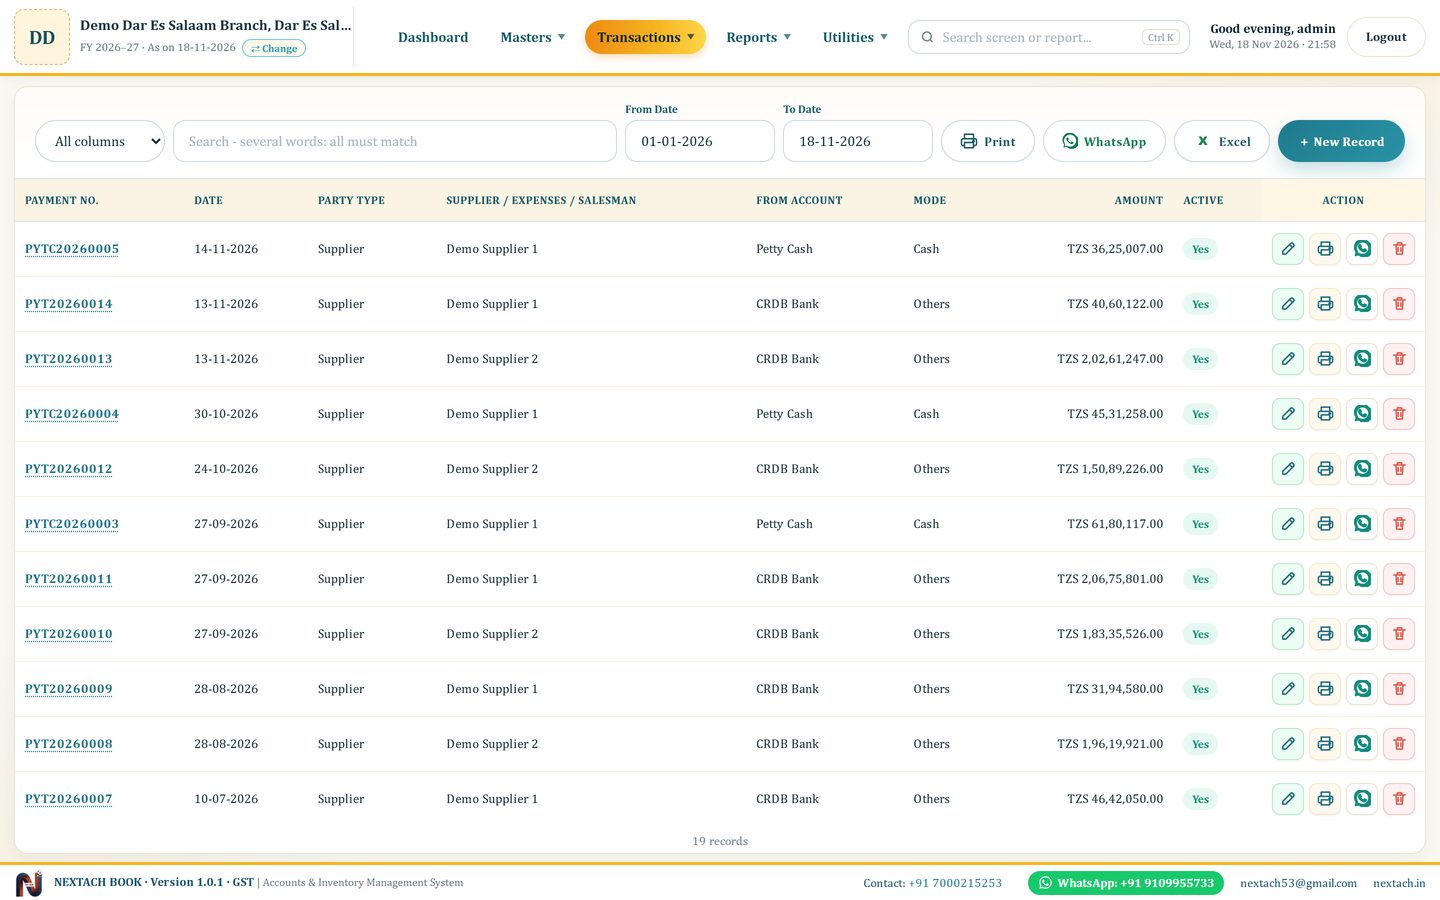 DD
Demo Dar Es Salaam Branch, Dar Es Sal...
FY 2026-27 · As on 18-11-2026 ⇄ Change
Dashboard Masters ▼ Transactions ▼ Reports ▼ Utilities ▼
Search screen or report... Ctrl K
Good evening, admin
Wed, 18 Nov 2026 · 21:58
Logout
From Date To Date
All columns Search - several words: all must match 01-01-2026 18-11-2026 Print WhatsApp X Excel + New Record
PAYMENT NO. DATE PARTY TYPE SUPPLIER / EXPENSES / SALESMAN FROM ACCOUNT MODE AMOUNT ACTIVE ACTION
PYTC20260005 14-11-2026 Supplier Demo Supplier 1 Petty Cash Cash TZS 36,25,007.00 Yes
PYT20260014 13-11-2026 Supplier Demo Supplier 1 CRDB Bank Others TZS 40,60,122.00 Yes
PYT20260013 13-11-2026 Supplier Demo Supplier 2 CRDB Bank Others TZS 2,02,61,247.00 Yes
PYTC20260004 30-10-2026 Supplier Demo Supplier 1 Petty Cash Cash TZS 45,31,258.00 Yes
PYT20260012 24-10-2026 Supplier Demo Supplier 2 CRDB Bank Others TZS 1,50,89,226.00 Yes
PYTC20260003 27-09-2026 Supplier Demo Supplier 1 Petty Cash Cash TZS 61,80,117.00 Yes
PYT20260011 27-09-2026 Supplier Demo Supplier 1 CRDB Bank Others TZS 2,06,75,801.00 Yes
PYT20260010 27-09-2026 Supplier Demo Supplier 2 CRDB Bank Others TZS 1,83,35,526.00 Yes
PYT20260009 28-08-2026 Supplier Demo Supplier 1 CRDB Bank Others TZS 31,94,580.00 Yes
PYT20260008 28-08-2026 Supplier Demo Supplier 2 CRDB Bank Others TZS 1,96,19,921.00 Yes
PYT20260007 10-07-2026 Supplier Demo Supplier 1 CRDB Bank Others TZS 46,42,050.00 Yes
19 records
NEXTACH BOOK · Version 1.0.1 · GST | Accounts & Inventory Management System Contact: +91 7000215253 WhatsApp: +91 9109955733 nextach53@gmail.com nextach.in